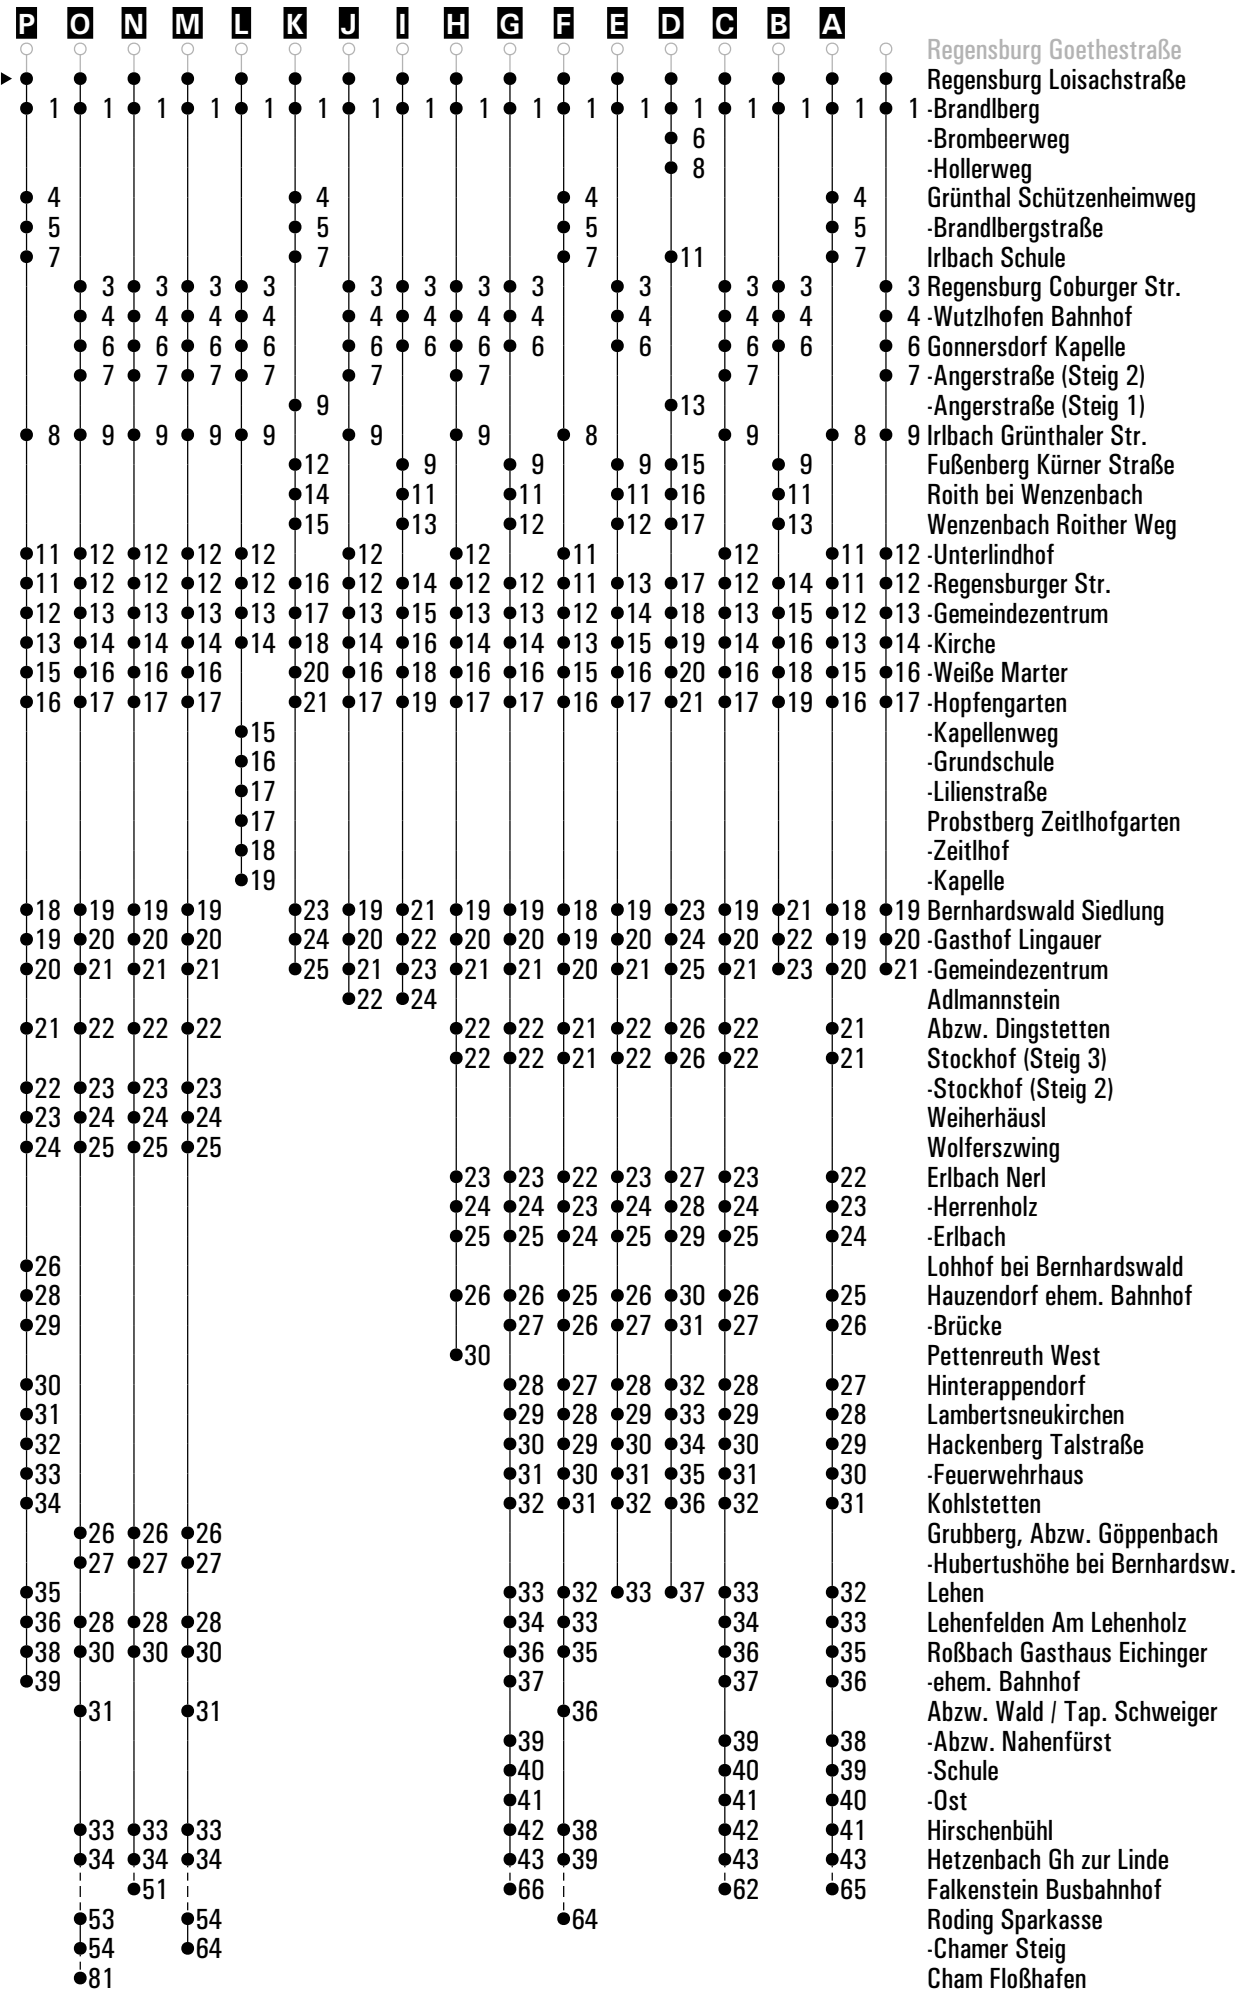 P O N M L K J I H G F E D C B A
Regensburg Goethestraße
Regensburg Loisachstraße
1 1 1 1 1 1 1 1 1 1 1 1 1 1 1 1 1 -Brandlberg
6 -Brombeerweg
8 -Hollerweg
4 4 4 4 Grünthal Schützenheimweg
5 5 5 5 -Brandlbergstraße
7 7 7 11 7 Irlbach Schule
3 3 3 3 3 3 3 3 3 3 3 3 Regensburg Coburger Str.
4 4 4 4 4 4 4 4 4 4 4 4 -Wutzlhofen Bahnhof
6 6 6 6 6 6 6 6 6 6 6 6 Gonnersdorf Kapelle
7 7 7 7 7 7 7 7 -Angerstraße (Steig 2)
9 13 -Angerstraße (Steig 1)
8 9 9 9 9 9 9 8 9 8 9 Irlbach Grünthaler Str.
12 9 9 9 15 9 Fußenberg Kürner Straße
14 11 11 11 16 11 Roith bei Wenzenbach
15 13 12 12 17 13 Wenzenbach Roither Weg
11 12 12 12 12 12 12 11 12 11 12 -Unterlindhof
11 12 12 12 12 16 12 14 12 12 11 13 17 12 14 11 12 -Regensburger Str.
12 13 13 13 13 17 13 15 13 13 12 14 18 13 15 12 13 -Gemeindezentrum
13 14 14 14 14 18 14 16 14 14 13 15 19 14 16 13 14 -Kirche
15 16 16 16 20 16 18 16 16 15 16 20 16 18 15 16 -Weiße Marter
16 17 17 17 21 17 19 17 17 16 17 21 17 19 16 17 -Hopfengarten
15 -Kapellenweg
16 -Grundschule
17 -Lilienstraße
17 Probstberg Zeitlhofgarten
18 -Zeitlhof
19 -Kapelle
18 19 19 19 23 19 21 19 19 18 19 23 19 21 18 19 Bernhardswald Siedlung
19 20 20 20 24 20 22 20 20 19 20 24 20 22 19 20 -Gasthof Lingauer
20 21 21 21 25 21 23 21 21 20 21 25 21 23 20 21 -Gemeindezentrum
22 24 Adlmannstein
21 22 22 22 22 22 21 22 26 22 21 Abzw. Dingstetten
22 22 21 22 26 22 21 Stockhof (Steig 3)
22 23 23 23 -Stockhof (Steig 2)
23 24 24 24 Weiherhäusl
24 25 25 25 Wolferszwing
23 23 22 23 27 23 22 Erlbach Nerl
24 24 23 24 28 24 23 -Herrenholz
25 25 24 25 29 25 24 -Erlbach
26 Lohhof bei Bernhardswald
28 26 26 25 26 30 26 25 Hauzendorf ehem. Bahnhof
29 27 26 27 31 27 26 -Brücke
30 Pettenreuth West
30 28 27 28 32 28 27 Hinterappendorf
31 29 28 29 33 29 28 Lambertsneukirchen
32 30 29 30 34 30 29 Hackenberg Talstraße
33 31 30 31 35 31 30 -Feuerwehrhaus
34 32 31 32 36 32 31 Kohlstetten
26 26 26 Grubberg, Abzw. Göppenbach
27 27 27 -Hubertushöhe bei Bernhardsw.
35 33 32 33 37 33 32 Lehen
36 28 28 28 34 33 34 33 Lehenfelden Am Lehenholz
38 30 30 30 36 35 36 35 Roßbach Gasthaus Eichinger
39 37 37 36 -ehem. Bahnhof
31 31 36 Abzw. Wald / Tap. Schweiger
39 39 38 -Abzw. Nahenfürst
40 40 39 -Schule
41 41 40 -Ost
33 33 33 42 38 42 41 Hirschenbühl
34 34 34 43 39 43 43 Hetzenbach Gh zur Linde
51 66 62 65 Falkenstein Busbahnhof
53 54 64 Roding Sparkasse
54 64 -Chamer Steig
81 Cham Floßhafen